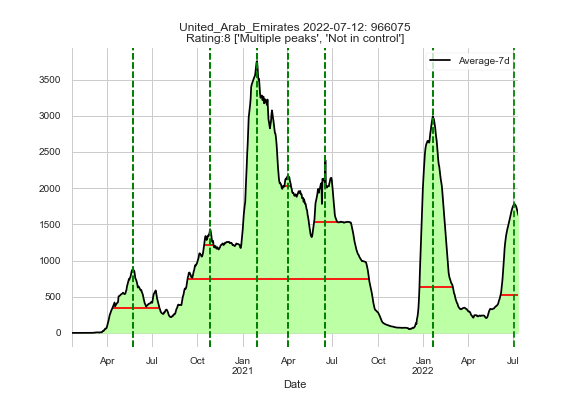 United_Arab_Emirates 2022-07-12: 966075
Rating:8 ['Multiple peaks', 'Not in control']
Average-7d
3500
3000
2500
2000
1500
1000
500
0
Apr Jul Oct Jan Apr Jul Oct Jan Apr Jul
2021 2022
Date